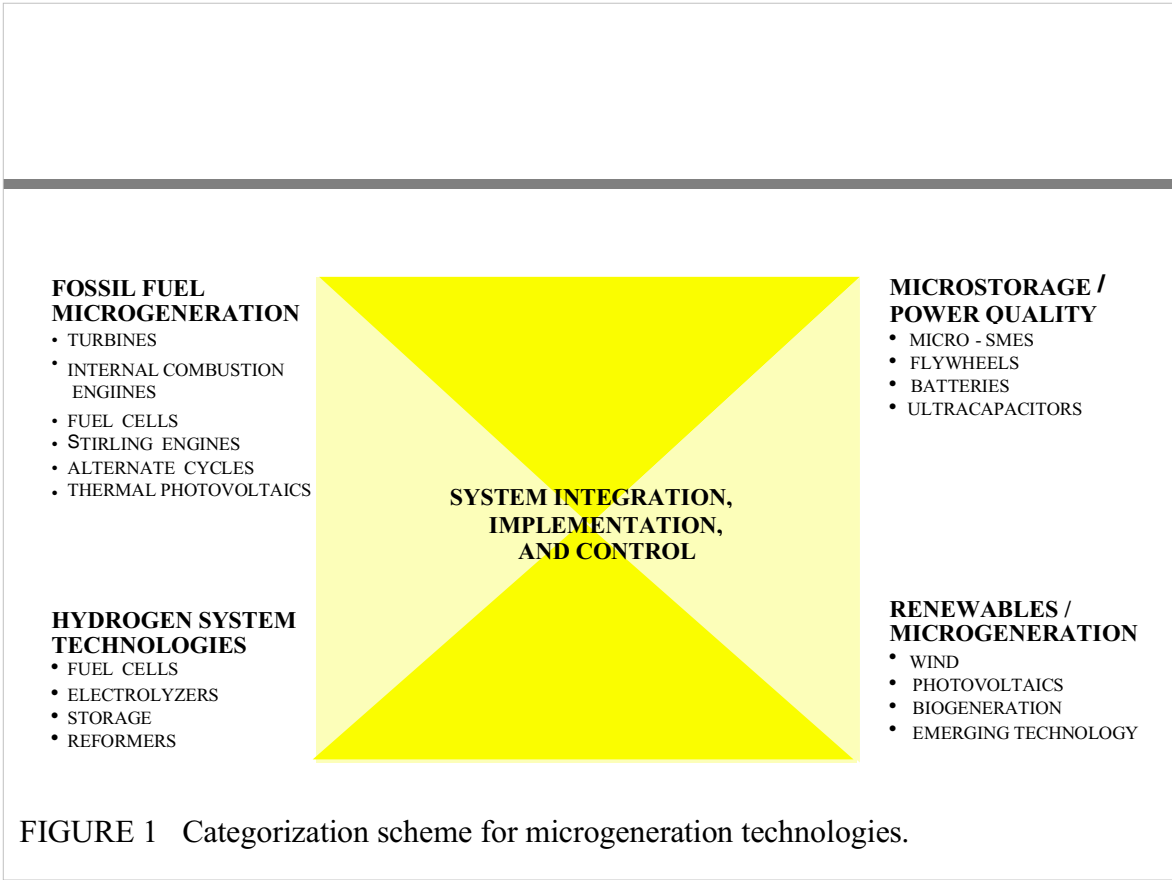 FOSSIL FUEL
MICROGENERATION
• TURBINES
• INTERNAL COMBUSTION
ENGIINES
• FUEL CELLS
• STIRLING ENGINES
• ALTERNATE CYCLES
• THERMAL PHOTOVOLTAICS
MICROSTORAGE /
POWER QUALITY
• MICRO - SMES
• FLYWHEELS
• BATTERIES
• ULTRACAPACITORS
SYSTEM INTEGRATION,
IMPLEMENTATION,
AND CONTROL
HYDROGEN SYSTEM
TECHNOLOGIES
• FUEL CELLS
• ELECTROLYZERS
• STORAGE
• REFORMERS
RENEWABLES /
MICROGENERATION
• WIND
• PHOTOVOLTAICS
• BIOGENERATION
• EMERGING TECHNOLOGY
FIGURE 1 Categorization scheme for microgeneration technologies.